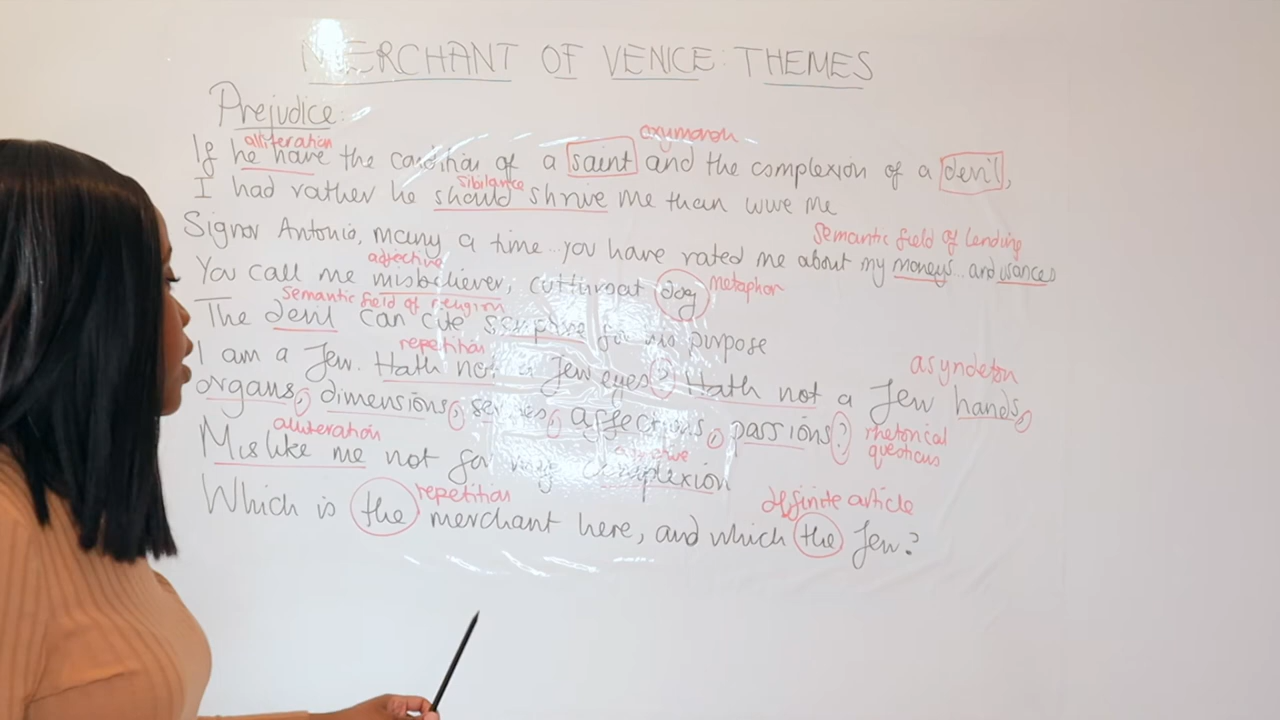 MERCHANT OF VENICE: THEMES
Prejudice:
alliteration
oxymoron
If he have the condition of a saint and the complexion of a devil,
sibilance
I had rather he should shrive me than wive me
Semantic field of lending
Signor Antonio, many a time...you have rated me about my moneys... and usances
adjective
metaphor
You call me misbeliever, cutthroat dog
semantic field of religion
The devil can cite scripture for his purpose
repetition
asyndeton
I am a Jew. Hath not a Jew eyes? Hath not a Jew hands,
organs, dimensions, senses, affections, passions?
rhetorical
questions
alliteration
Mislike me not for my complexion
repetition
definite article
Which is the merchant here, and which the Jew?